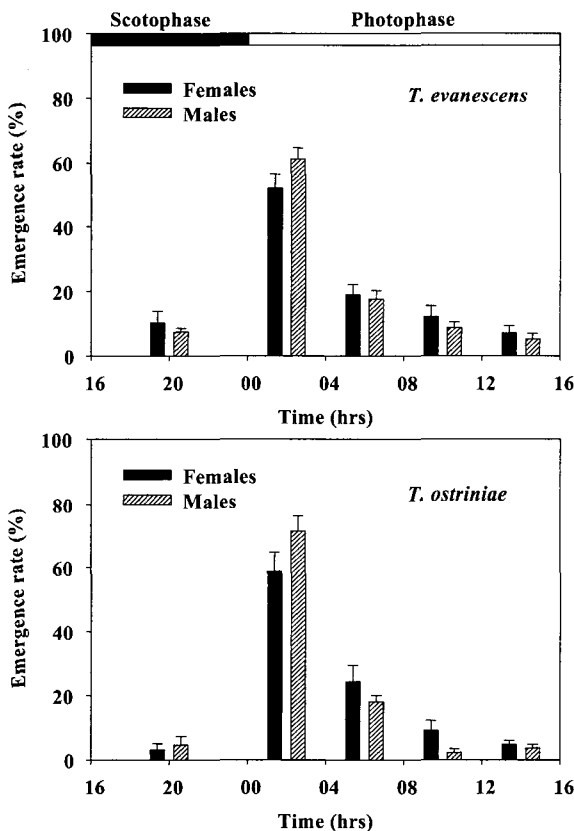 Scotophase Photophase
100
80
60
40
20
0
Emergence rate (%)
Females
Males
T. evanescens
16 20 00 04 08 12 16
Time (hrs)
100
80
60
40
20
0
Emergence rate (%)
Females
Males
T. ostriniae
16 20 00 04 08 12 16
Time (hrs)